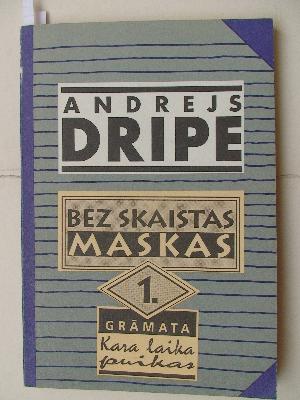 ANDREJS
DRIPE
BEZ SKAISTAS
MASKAS
1.
GRĀMATA
Kara laika
puikas